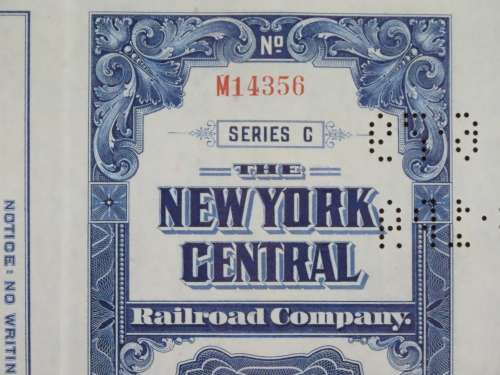 No
M14356
SERIES C
THE
NEW YORK
CENTRAL
Railroad Company.
NOTICE: NO WRITIN